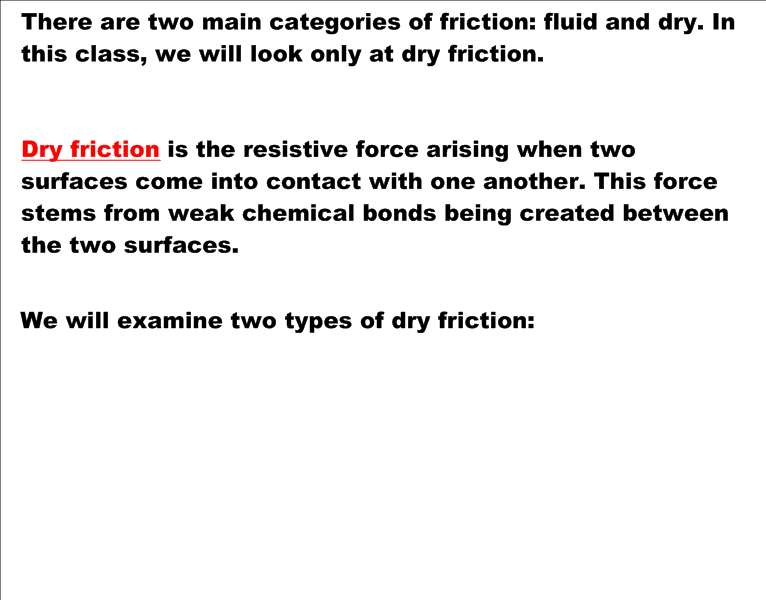 There are two main categories of friction: fluid and dry. In
this class, we will look only at dry friction.
Dry friction is the resistive force arising when two
surfaces come into contact with one another. This force
stems from weak chemical bonds being created between
the two surfaces.
We will examine two types of dry friction: